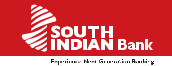 SOUTH
INDIAN Bank
Experience Next Generation Banking